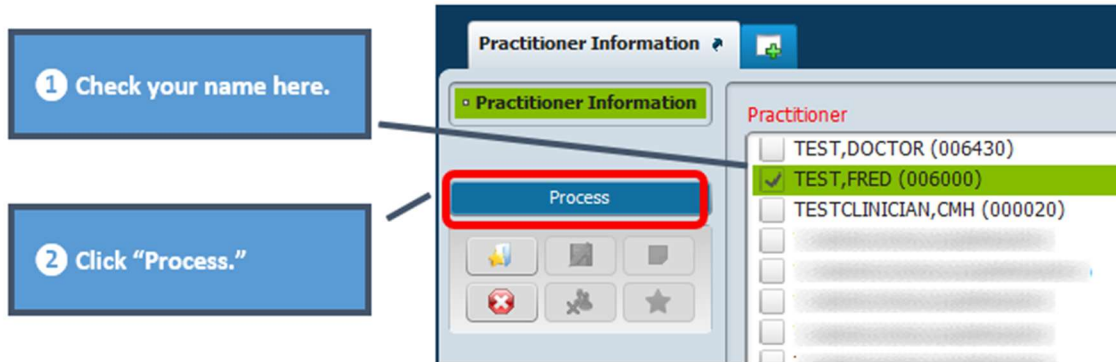 1 Check your name here.
2 Click “Process.”
Practitioner Information
Practitioner Information
Process
Practitioner
TEST,DOCTOR (006430)
TEST,FRED (006000)
TESTCLINICIAN,CMH (000020)